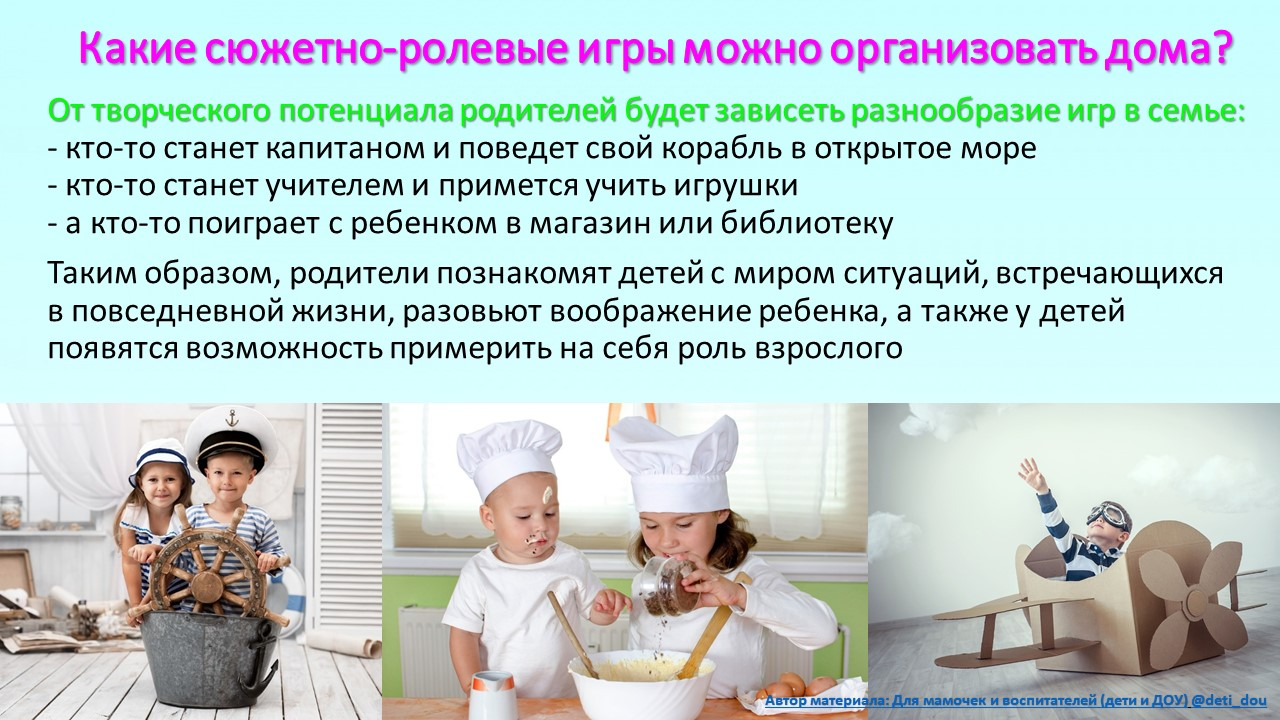 Какие сюжетно-ролевые игры можно организовать дома?
От творческого потенциала родителей будет зависеть разнообразие игр в семье:
- кто-то станет капитаном и поведет свой корабль в открытое море
- кто-то станет учителем и примется учить игрушки
- а кто-то поиграет с ребенком в магазин или библиотеку
Таким образом, родители познакомят детей с миром ситуаций, встречающихся
в повседневной жизни, разовьют воображение ребенка, а также у детей
появятся возможность примерить на себя роль взрослого
Автор материала: Для мамочек и воспитателей (дети и ДОУ) @deti_dou